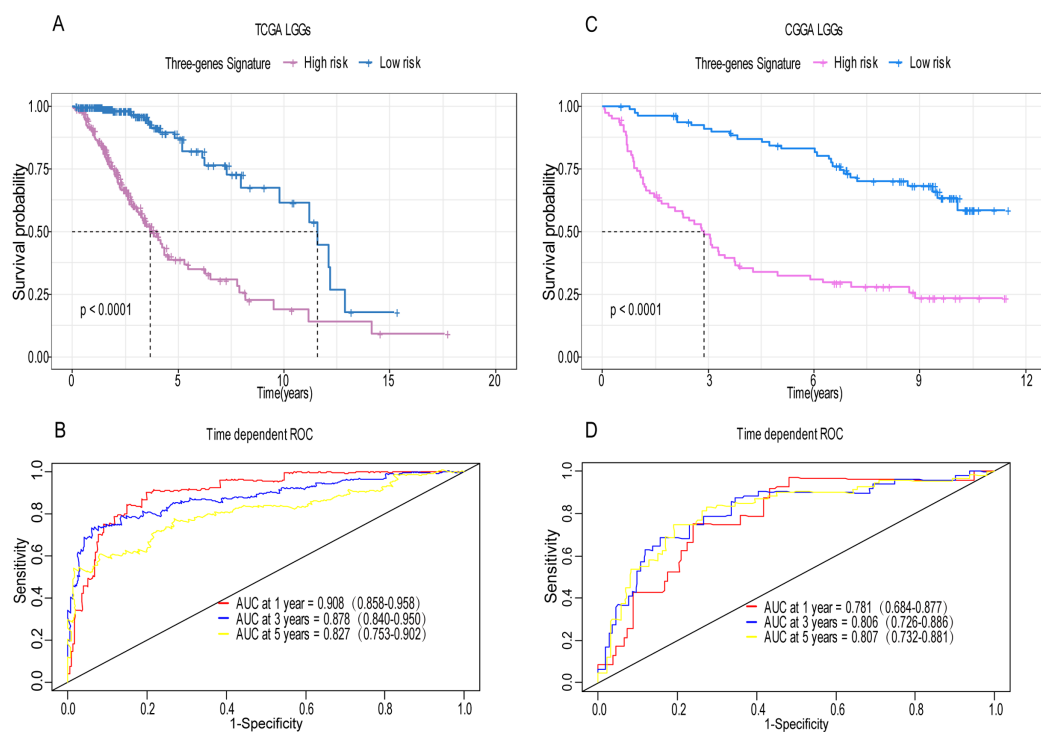 A
TCGA LGGs
Three-genes Signature High risk Low risk
Survival probability
1.00
0.75
0.50
0.25
0.00
p < 0.0001
0 5 10 15 20
Time(years)
C
CGGA LGGs
Three-genes Signature High risk Low risk
Survival probability
1.00
0.75
0.50
0.25
0.00
p < 0.0001
0 3 6 9 12
Time(years)
B
Time dependent ROC
Sensitivity
1.0
0.8
0.6
0.4
0.2
0.0
AUC at 1 year = 0.908 (0.858-0.958)
AUC at 3 years = 0.878 (0.840-0.950)
AUC at 5 years = 0.827 (0.753-0.902)
0.0 0.2 0.4 0.6 0.8 1.0
1-Specificity
D
Time dependent ROC
Sensitivity
1.0
0.8
0.6
0.4
0.2
0.0
AUC at 1 year = 0.781 (0.684-0.877)
AUC at 3 years = 0.806 (0.726-0.886)
AUC at 5 years = 0.807 (0.732-0.881)
0.0 0.2 0.4 0.6 0.8 1.0
1-Specificity